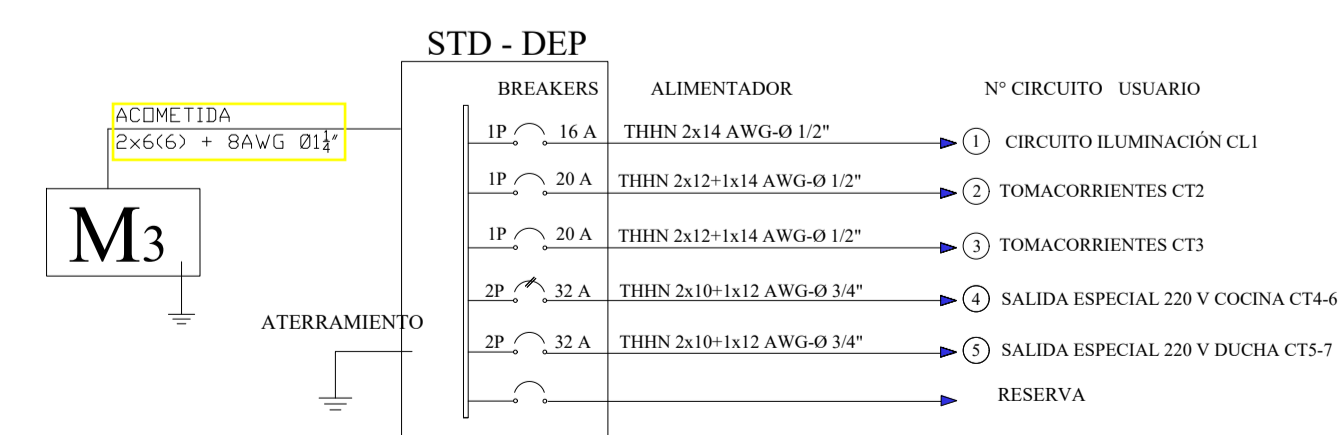 STD - DEP
BREAKERS ALIMENTADOR N° CIRCUITO USUARIO
ACOMETIDA
2x6(6) + 8AWG Ø1¼"
1P 16 A THHN 2x14 AWG-Ø 1/2" 1 CIRCUITO ILUMINACIÓN CL1
1P 20 A THHN 2x12+1x14 AWG-Ø 1/2" 2 TOMACORRIENTES CT2
M3
1P 20 A THHN 2x12+1x14 AWG-Ø 1/2" 3 TOMACORRIENTES CT3
2P 32 A THHN 2x10+1x12 AWG-Ø 3/4" 4 SALIDA ESPECIAL 220 V COCINA CT4-6
ATERRAMIENTO
2P 32 A THHN 2x10+1x12 AWG-Ø 3/4" 5 SALIDA ESPECIAL 220 V DUCHA CT5-7
RESERVA